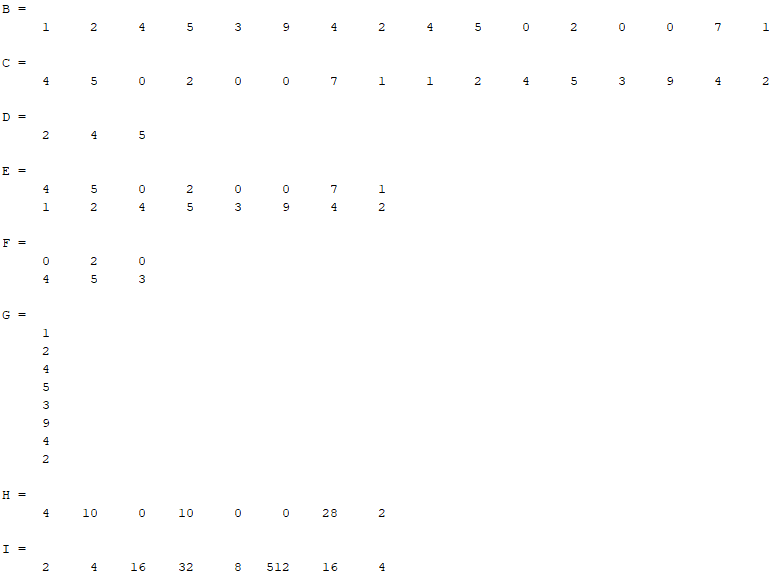 B =
1 2 4 5 3 9 4 2 4 5 0 2 0 0 7 1
C =
4 5 0 2 0 0 7 1 1 2 4 5 3 9 4 2
D =
2 4 5
E =
4 5 0 2 0 0 7 1
1 2 4 5 3 9 4 2
F =
0 2 0
4 5 3
G =
1
2
4
5
3
9
4
2
H =
4 10 0 10 0 0 28 2
I =
2 4 16 32 8 512 16 4